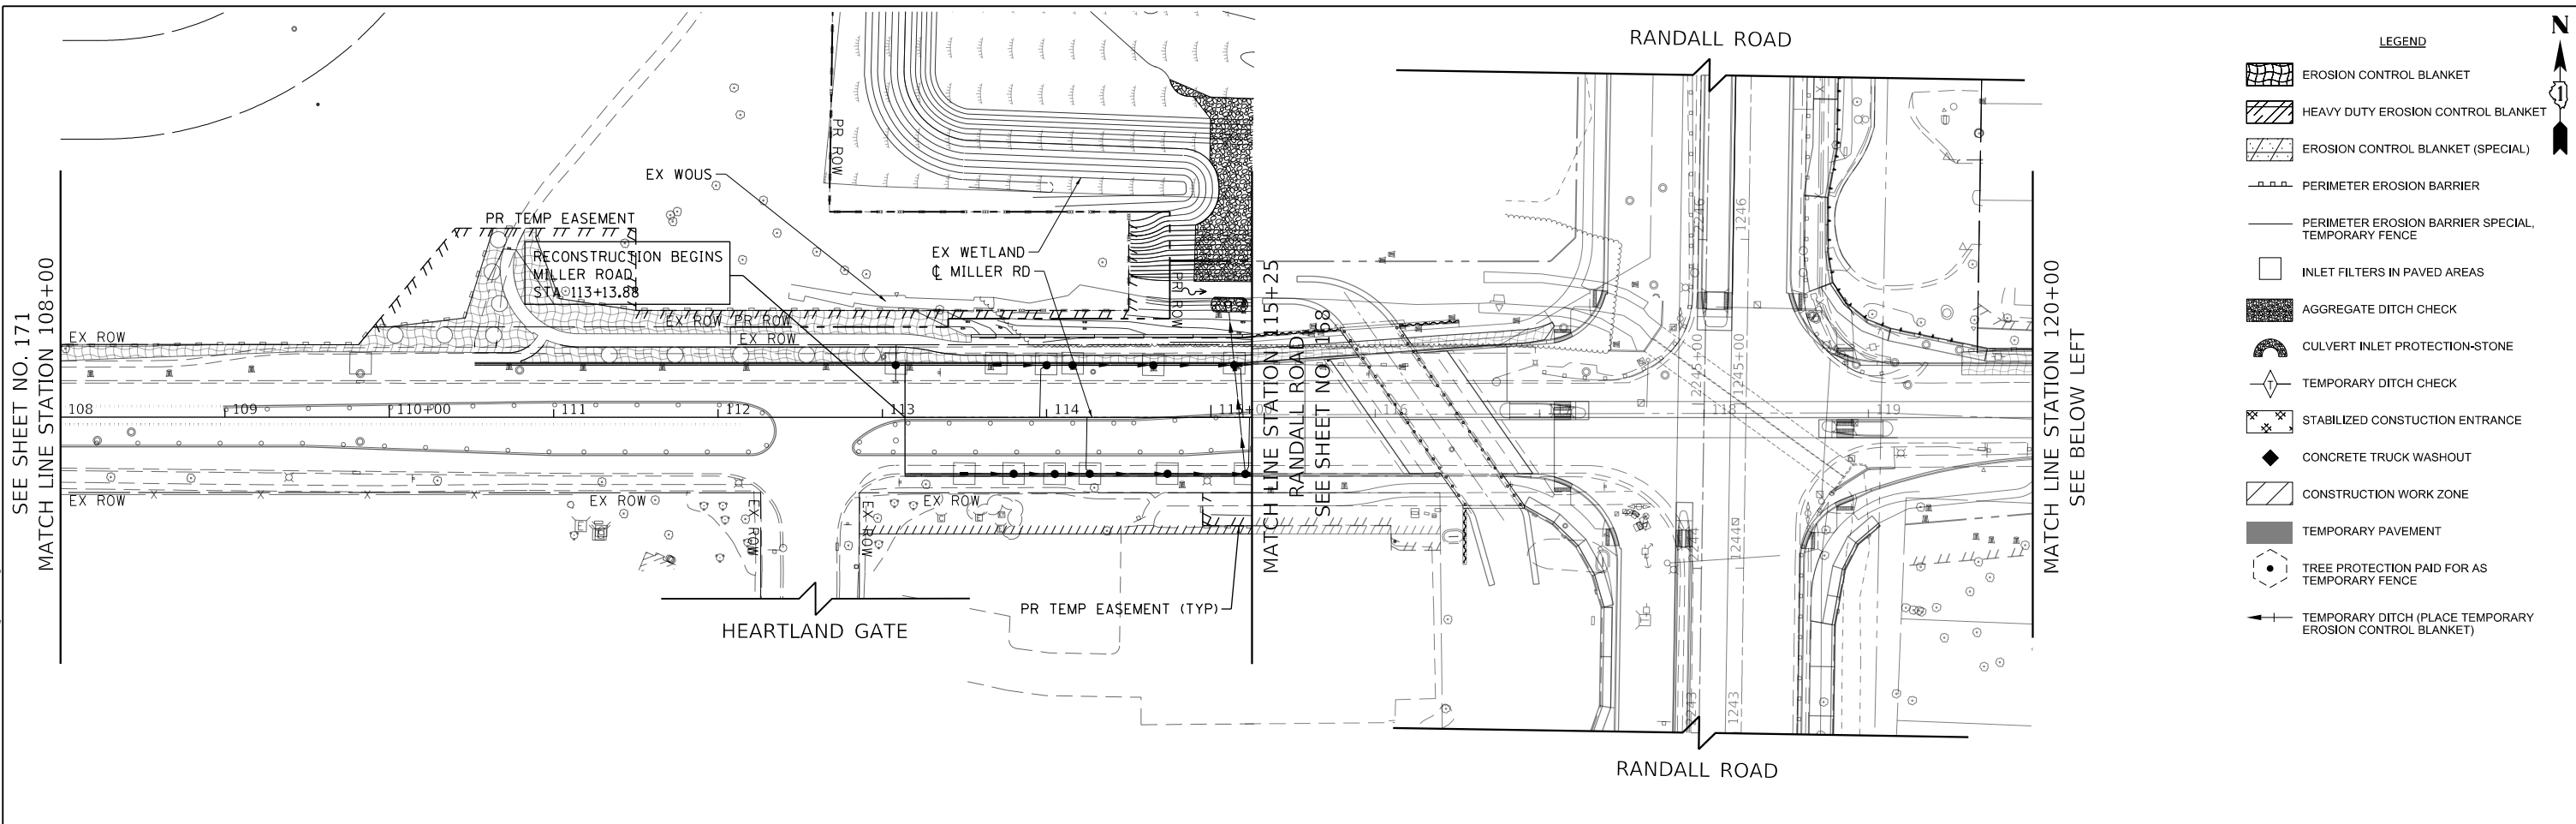 RANDALL ROAD
N
LEGEND
EROSION CONTROL BLANKET
HEAVY DUTY EROSION CONTROL BLANKET
EROSION CONTROL BLANKET (SPECIAL)
PERIMETER EROSION BARRIER
PERIMETER EROSION BARRIER SPECIAL,
TEMPORARY FENCE
INLET FILTERS IN PAVED AREAS
AGGREGATE DITCH CHECK
CULVERT INLET PROTECTION-STONE
T
TEMPORARY DITCH CHECK
STABILIZED CONSTUCTION ENTRANCE
CONCRETE TRUCK WASHOUT
CONSTRUCTION WORK ZONE
TEMPORARY PAVEMENT
TREE PROTECTION PAID FOR AS
TEMPORARY FENCE
TEMPORARY DITCH (PLACE TEMPORARY
EROSION CONTROL BLANKET)
SEE SHEET NO. 171
MATCH LINE STATION 108+00
PR ROW
EX WOUS
PR TEMP EASEMENT
RECONSTRUCTION BEGINS
MILLER ROAD
STA 113+13.88
EX WETLAND
℄ MILLER RD
PR ROW
EX ROW
EX ROW
PR ROW
EX ROW
108
109
110+00
111
112
113
114
115+0
116
118
119
1246
1246
2245+00
1245+00
2244
1244
2243
1243
EX ROW
EX ROW
EX ROW
EX ROW
EX ROW
MATCH LINE STATION 115+25
RANDALL ROAD
SEE SHEET NO. 168
MATCH LINE STATION 120+00
SEE BELOW LEFT
PR TEMP EASEMENT (TYP)
HEARTLAND GATE
RANDALL ROAD